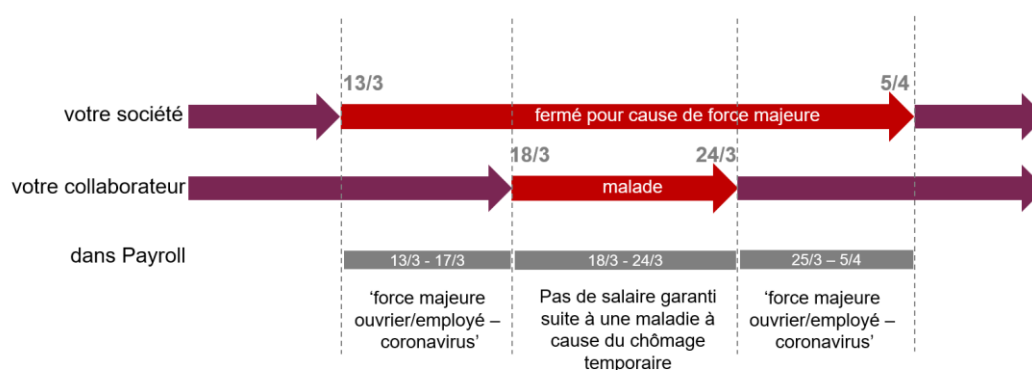 13/3
5/4
votre société
fermé pour cause de force majeure
18/3
24/3
votre collaborateur
malade
dans Payroll
13/3 - 17/3
18/3 - 24/3
25/3 – 5/4
‘force majeure
ouvrier/employé –
coronavirus’
Pas de salaire garanti
suite à une maladie à
cause du chômage
temporaire
‘force majeure
ouvrier/employé –
coronavirus’